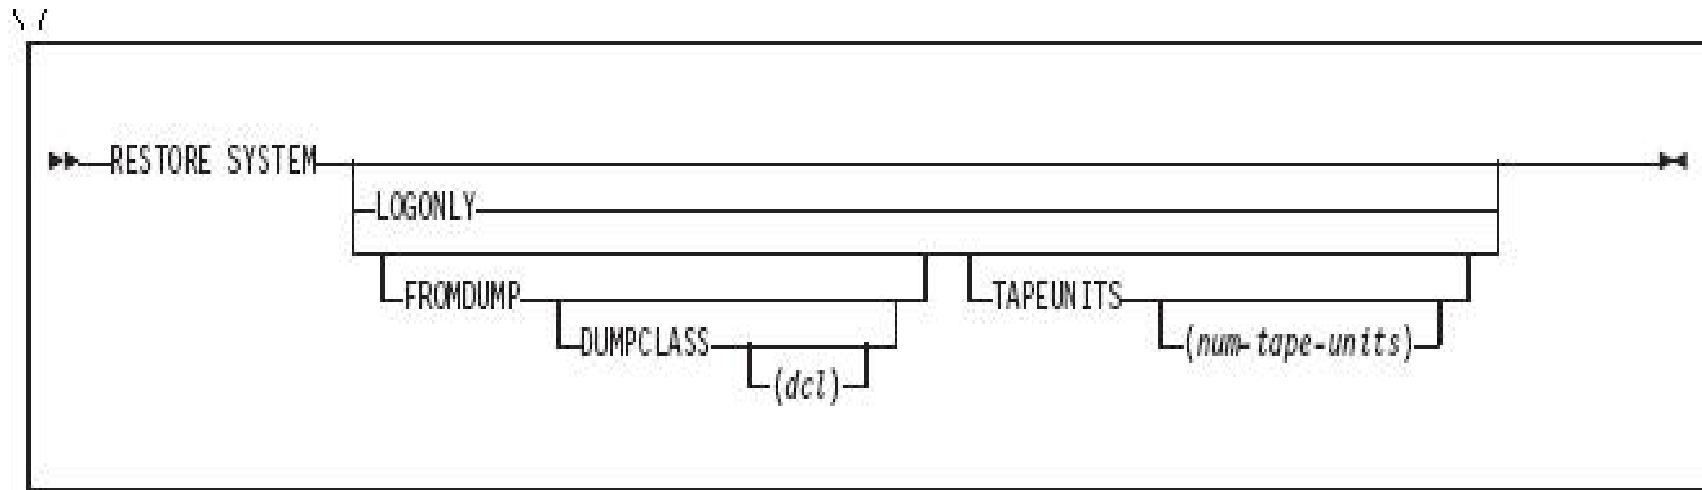 RESTORE SYSTEM
LOGONLY
FROMDUMP TAPEUNITS
DUMPCLASS (num-tape-units)
(dcl)